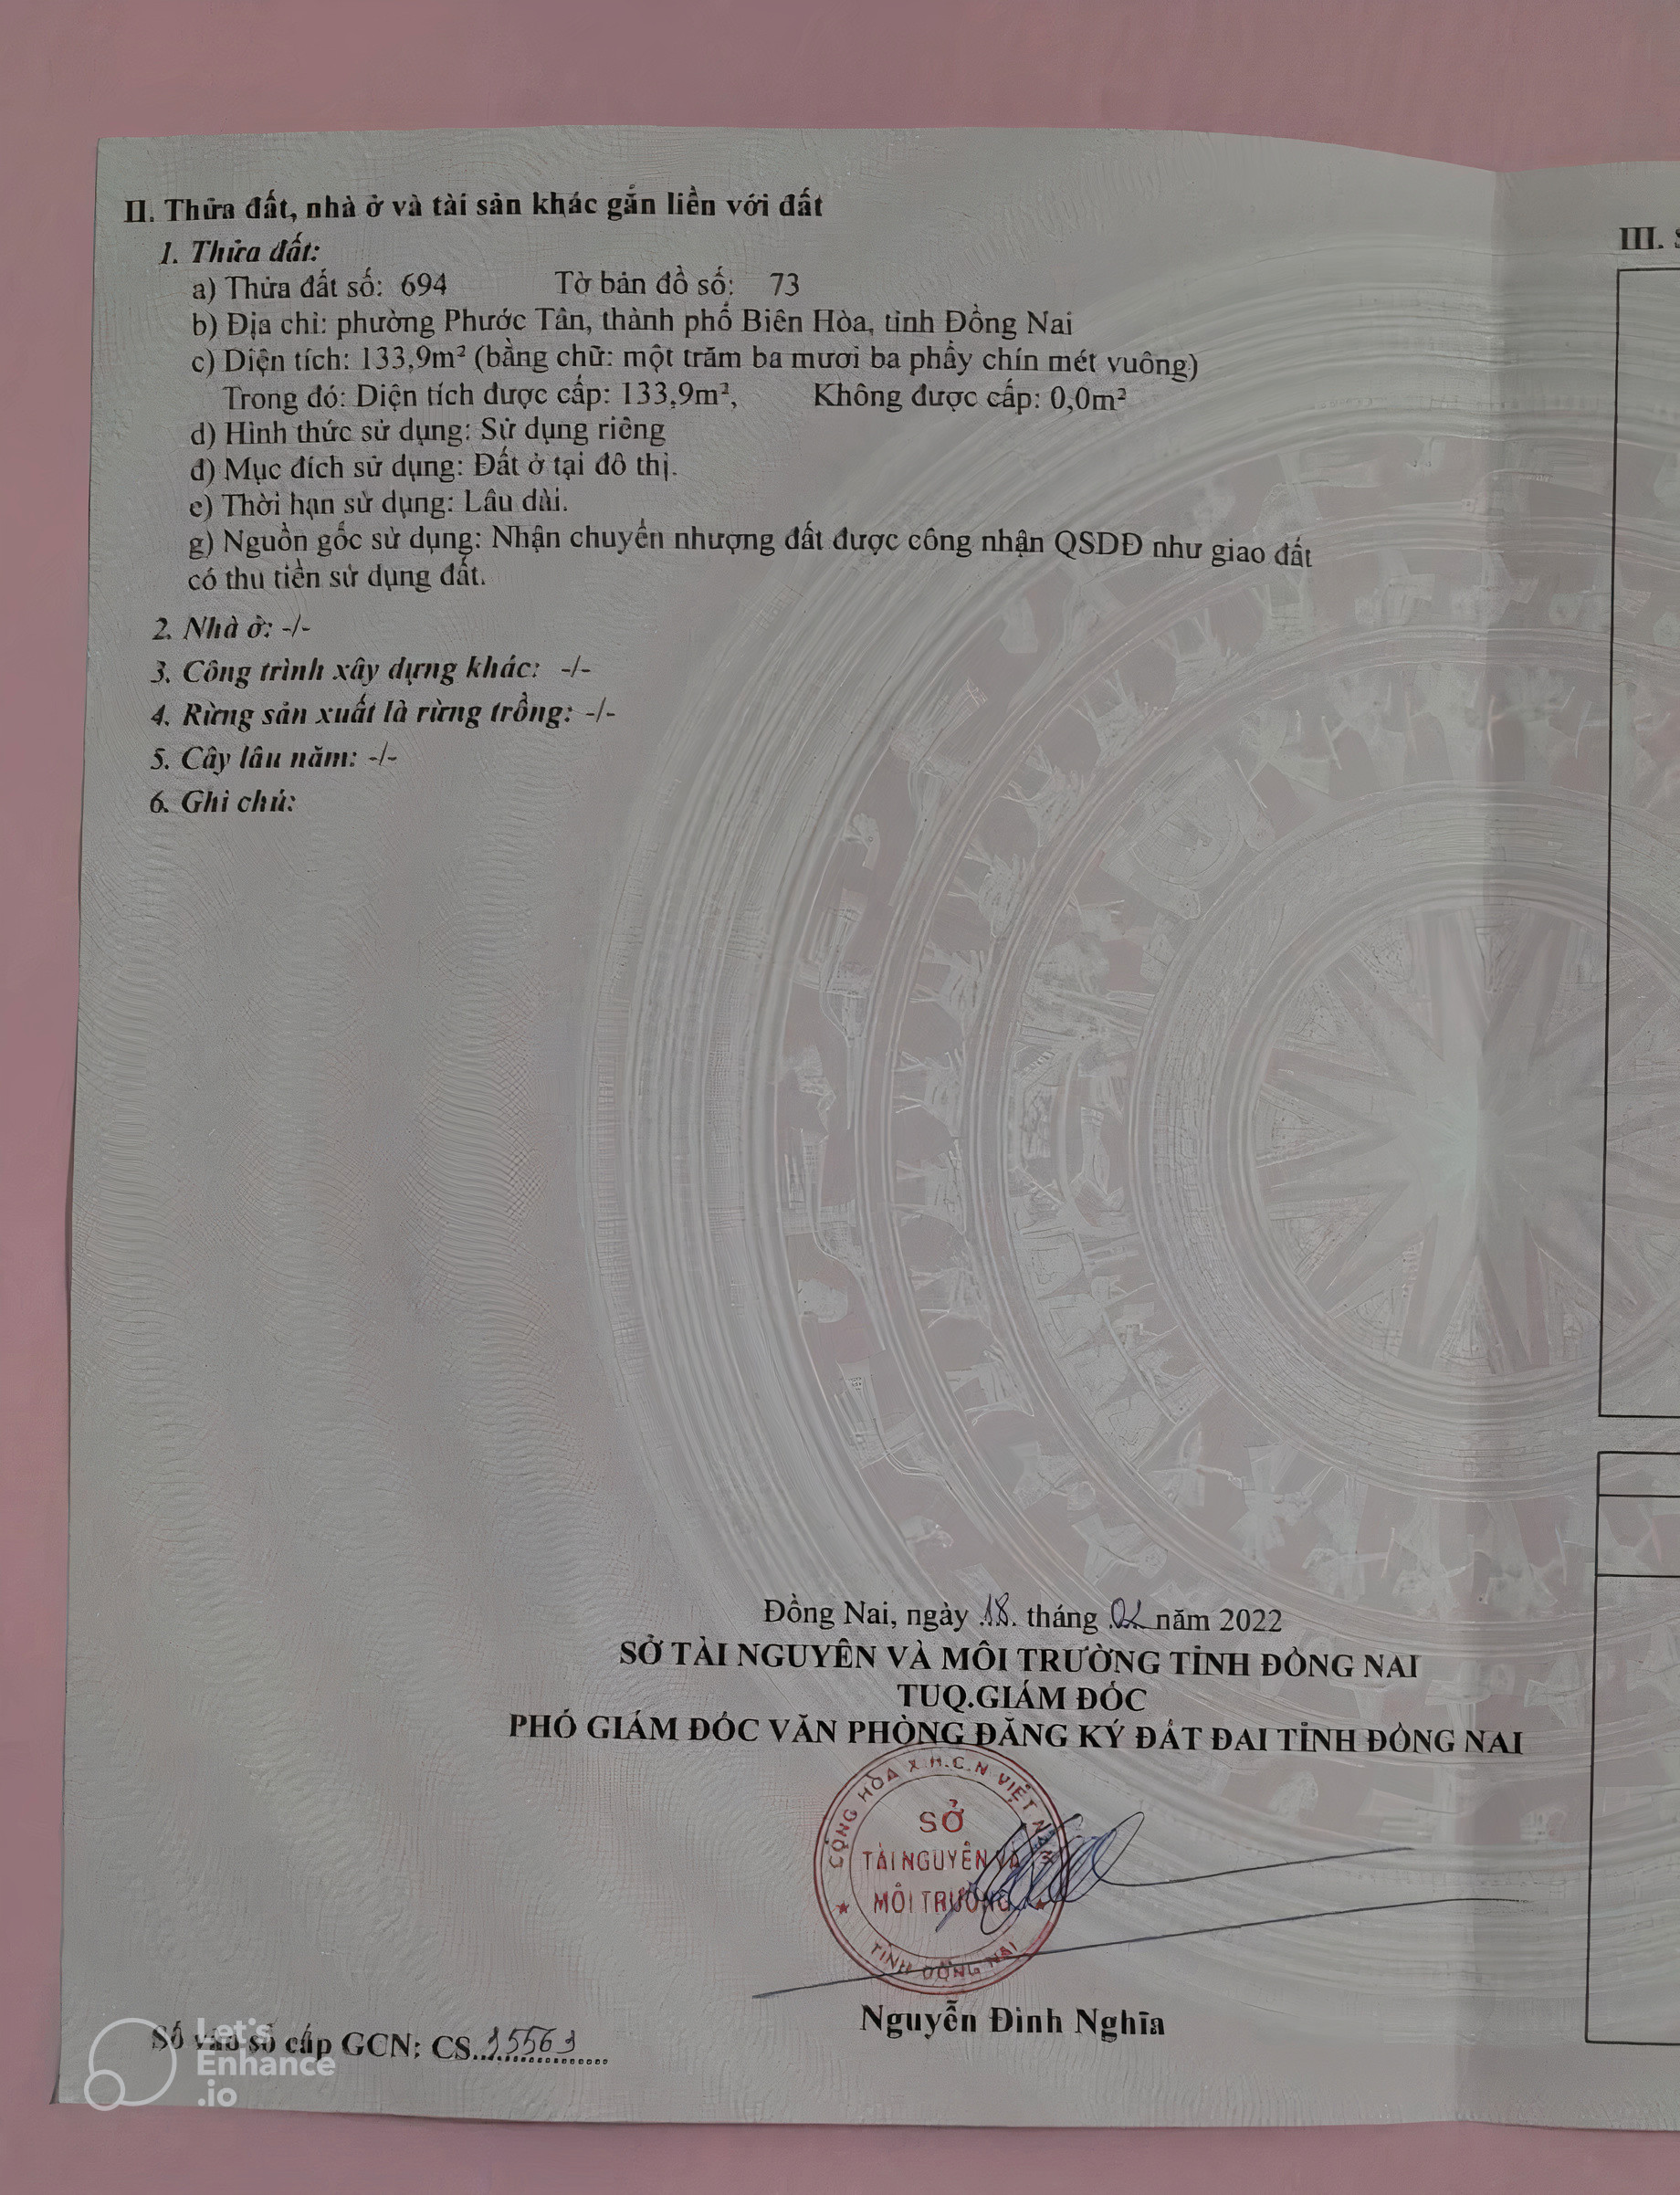 II. Thửa đất, nhà ở và tài sản khác gắn liền với đất
1. Thửa đất:
a) Thửa đất số: 694 Tờ bản đồ số: 73
b) Địa chỉ: phường Phước Tân, thành phố Biên Hòa, tỉnh Đồng Nai
c) Diện tích: 133,9m² (bằng chữ: một trăm ba mươi ba phẩy chín mét vuông)
Trong đó: Diện tích được cấp: 133,9m², Không được cấp: 0,0m²
d) Hình thức sử dụng: Sử dụng riêng
đ) Mục đích sử dụng: Đất ở tại đô thị.
e) Thời hạn sử dụng: Lâu dài.
g) Nguồn gốc sử dụng: Nhận chuyển nhượng đất được công nhận QSDĐ như giao đất
có thu tiền sử dụng đất.
2. Nhà ở: -/-
3. Công trình xây dựng khác: -/-
4. Rừng sản xuất là rừng trồng: -/-
5. Cây lâu năm: -/-
6. Ghi chú:
III.
Đồng Nai, ngày 18 tháng 02 năm 2022
SỞ TÀI NGUYÊN VÀ MÔI TRƯỜNG TỈNH ĐỒNG NAI
TUQ.GIÁM ĐỐC
PHÓ GIÁM ĐỐC VĂN PHÒNG ĐĂNG KÝ ĐẤT ĐAI TỈNH ĐỒNG NAI
CỘNG HÒA X.H.C.N VIỆT NAM
SỞ
TÀI NGUYÊN VÀ
MÔI TRƯỜNG
TỈNH ĐỒNG NAI
Nguyễn Đình Nghĩa
Số vào sổ cấp GCN: CS.15563
Let's
Enhance
.io